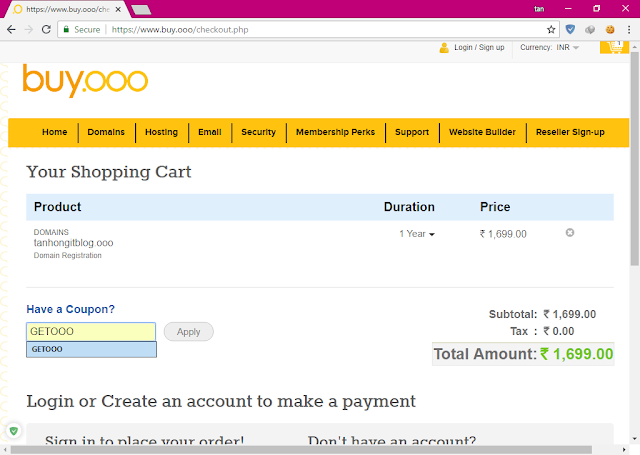 https://www.buy.ooo/che
tan
Secure
https://www.buy.ooo/checkout.php
Login / Sign up
Currency: INR
1
buy.ooo
Home
Domains
Hosting
Email
Security
Membership Perks
Support
Website Builder
Reseller Sign-up
Your Shopping Cart
Product Duration Price
DOMAINS
tanhongitblog.ooo 1 Year ₹ 1,699.00
Domain Registration
Have a Coupon?
GETOOO Apply
GETOOO
Subtotal: ₹ 1,699.00
Tax : ₹ 0.00
Total Amount: ₹ 1,699.00
Login or Create an account to make a payment
Sign in to place your order! Don't have an account?